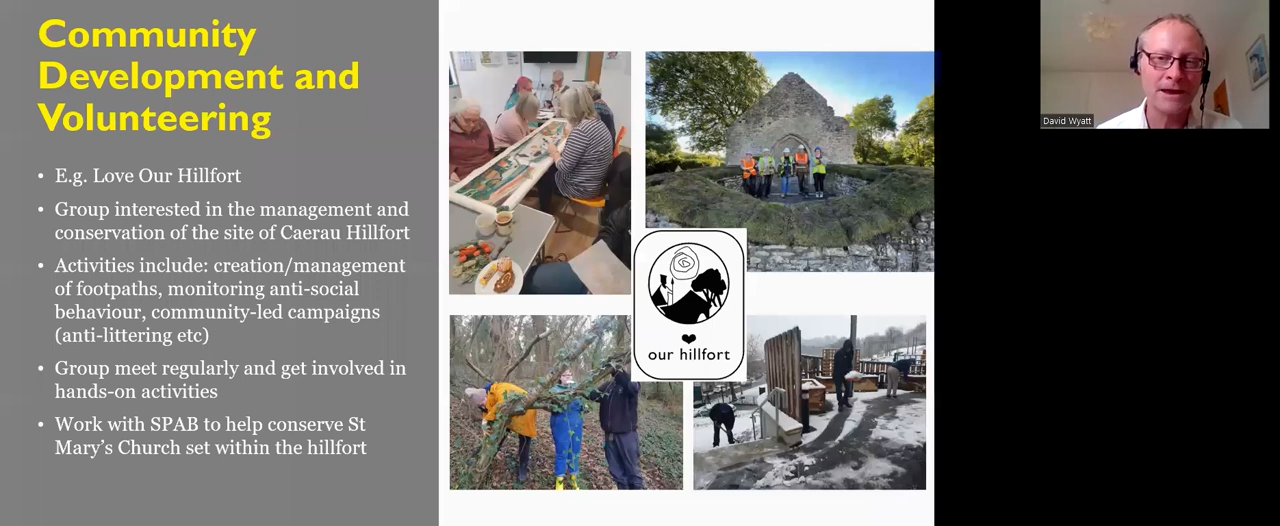 Community
Development and
Volunteering
• E.g. Love Our Hillfort
• Group interested in the management and
conservation of the site of Caerau Hillfort
• Activities include: creation/management
of footpaths, monitoring anti-social
behaviour, community-led campaigns
(anti-littering etc)
• Group meet regularly and get involved in
hands-on activities
• Work with SPAB to help conserve St
Mary’s Church set within the hillfort
our hillfort
David Wyatt